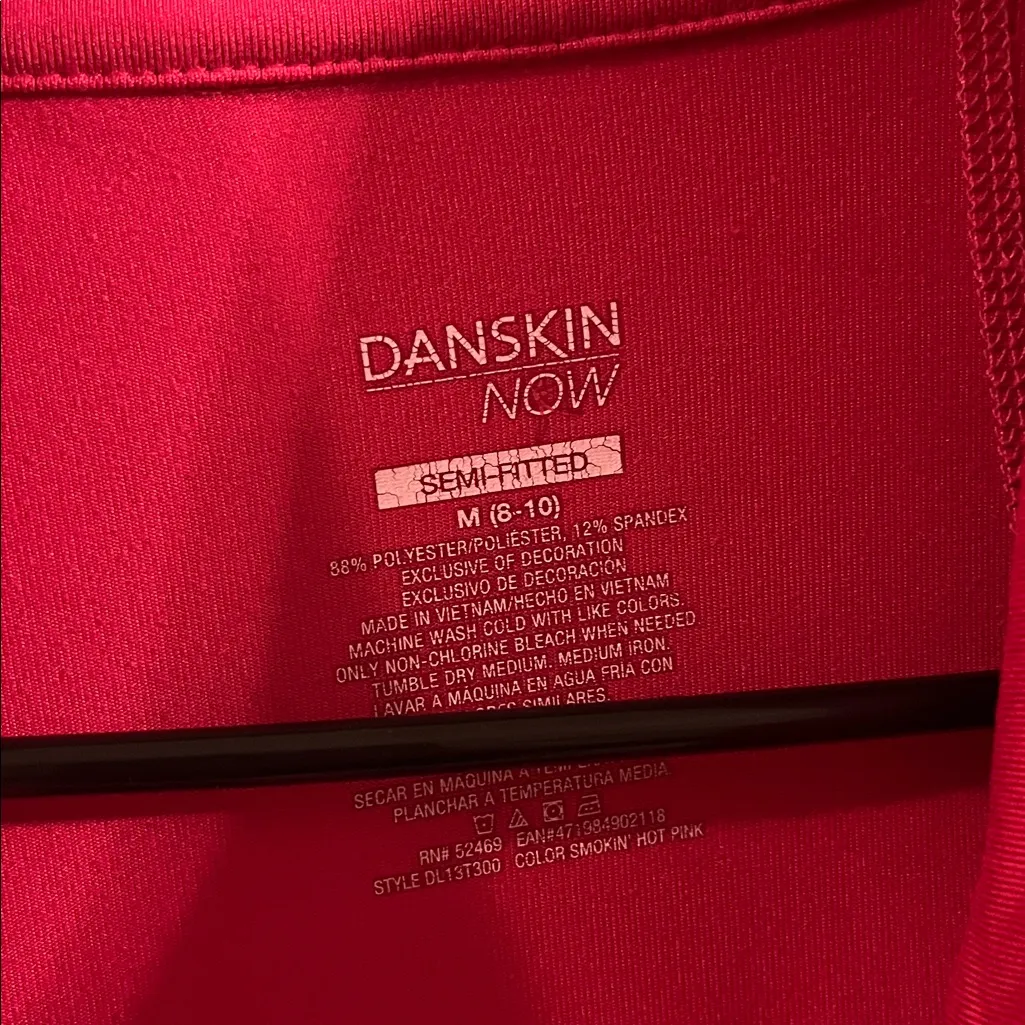 DANSKIN
NOW
SEMI-FITTED
M (8-10)
88% POLYESTER/POLIÉSTER, 12% SPANDEX
EXCLUSIVE OF DECORATION
EXCLUSIVO DE DECORACIÓN
MADE IN VIETNAM/HECHO EN VIETNAM
MACHINE WASH COLD WITH LIKE COLORS.
ONLY NON-CHLORINE BLEACH WHEN NEEDED.
TUMBLE DRY MEDIUM. MEDIUM IRON.
LAVAR A MÁQUINA EN AGUA FRÍA CON
SIMILARES.
SECAR EN MAQUINA A
PLANCHAR A TEMPERATURA MEDIA
RN# 52469 EAN#471984902118
STYLE DL13T300 COLOR SMOKIN' HOT PINK